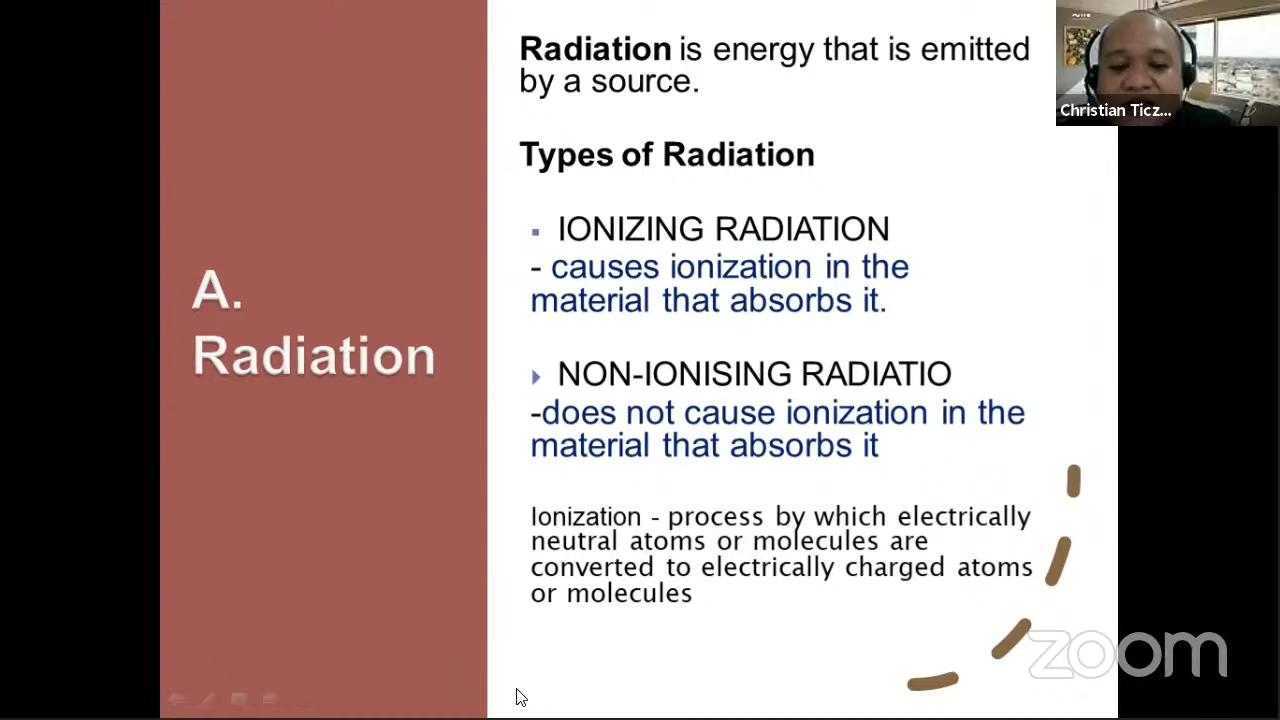 Radiation is energy that is emitted
by a source.
Types of Radiation
▪ IONIZING RADIATION
- causes ionization in the
material that absorbs it.
A.
Radiation
NON-IONISING RADIATIO
-does not cause ionization in the
material that absorbs it
Ionization - process by which electrically
neutral atoms or molecules are
converted to electrically charged atoms
or molecules
Christian Ticz...
zoom